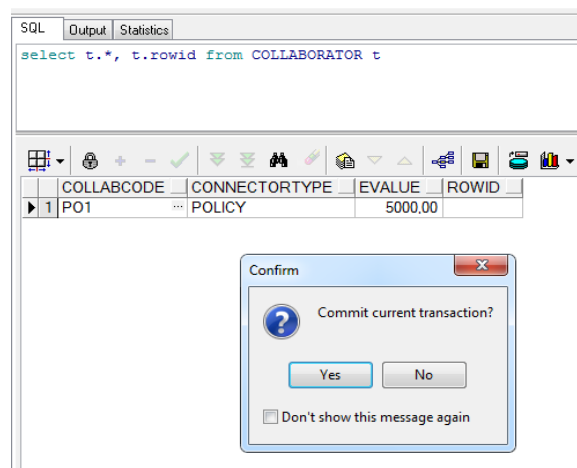 SQL Output Statistics
select t.*, t.rowid from COLLABORATOR t
COLLABCODE CONNECTORTYPE EVALUE ROWID
1 PO1 ... POLICY 5000,00
Confirm
Commit current transaction?
Yes No
Don't show this message again